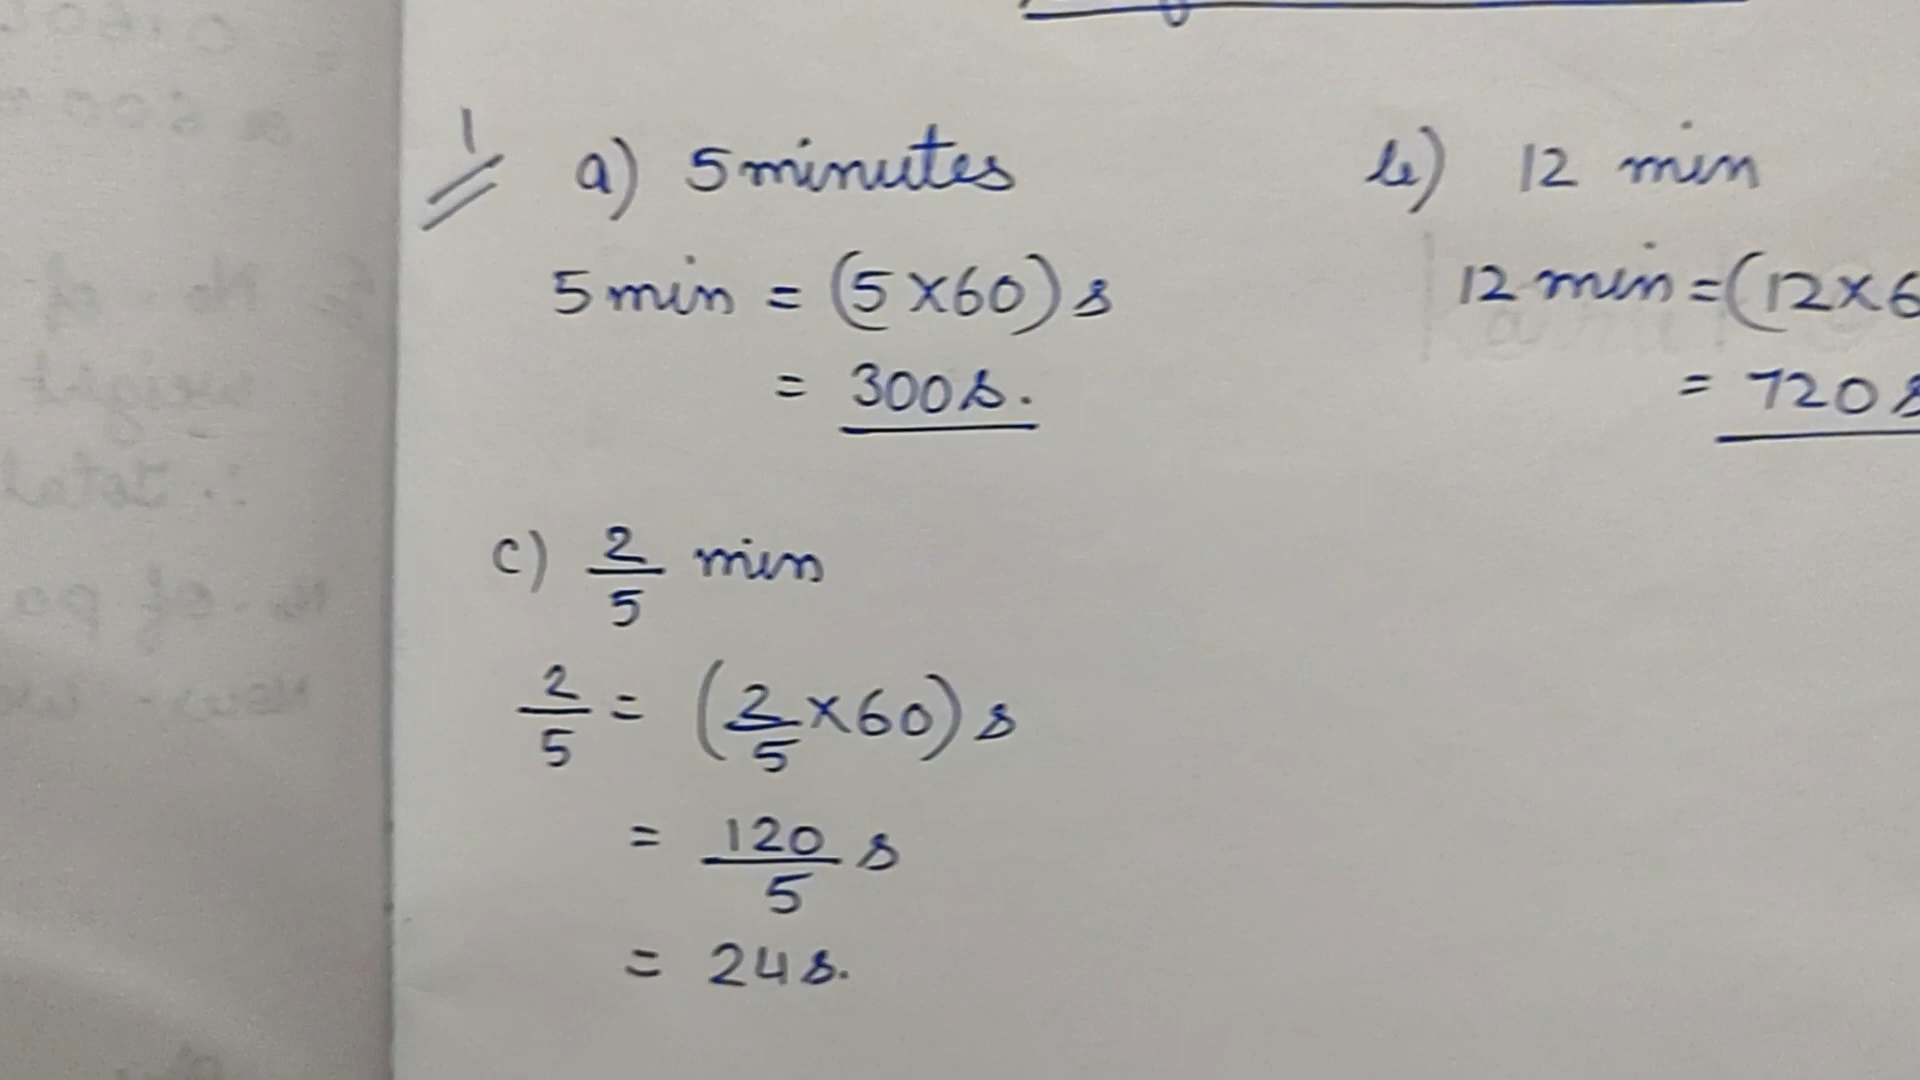 1
a) 5 minutes
5 min = (5 x 60) s
= 300 s.
b) 12 min
12 min = (12 x 6
= 720 s
c) 2/5 min
2/5 = (2/5 x 60) s
= 120/5 s
= 24 s.